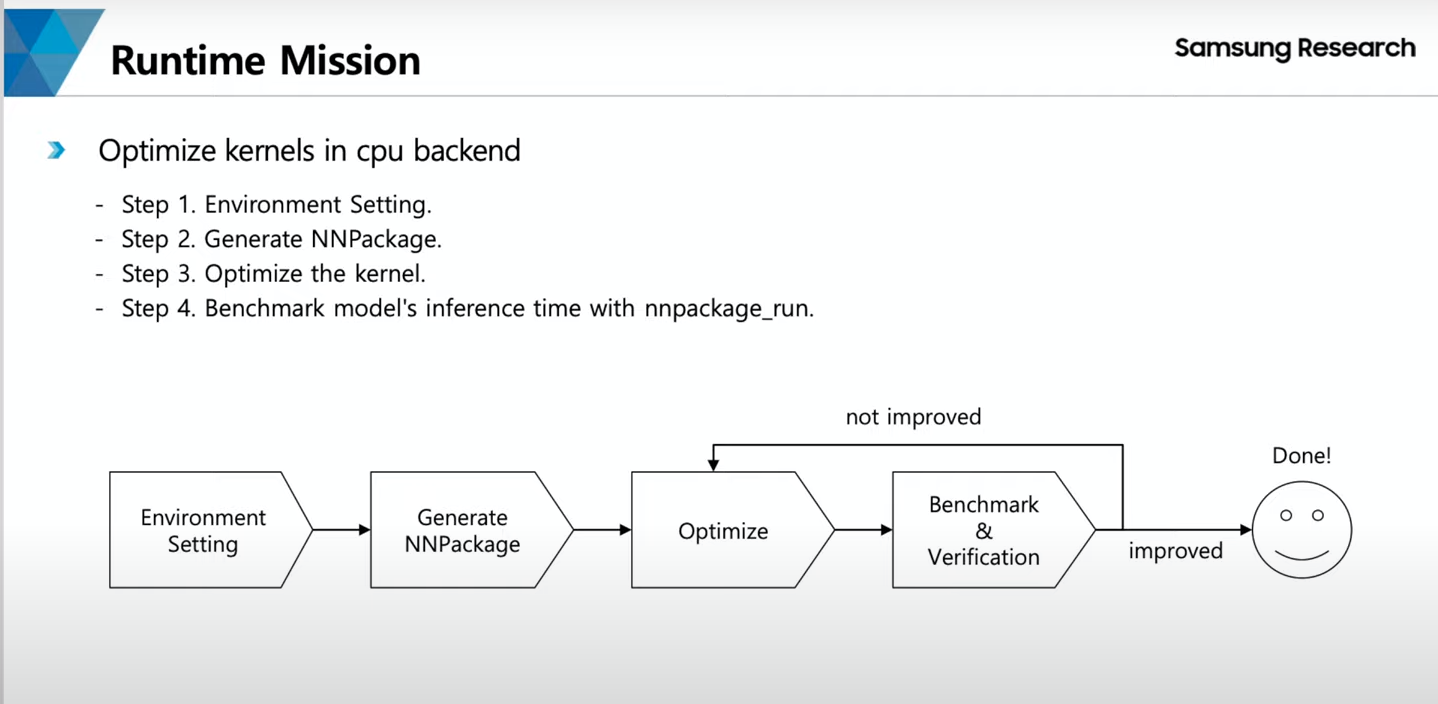 Runtime Mission
Samsung Research
Optimize kernels in cpu backend
- Step 1. Environment Setting.
- Step 2. Generate NNPackage.
- Step 3. Optimize the kernel.
- Step 4. Benchmark model's inference time with nnpackage_run.
not improved
Done!
Environment
Setting
Generate
NNPackage
Optimize
Benchmark
&
Verification
improved